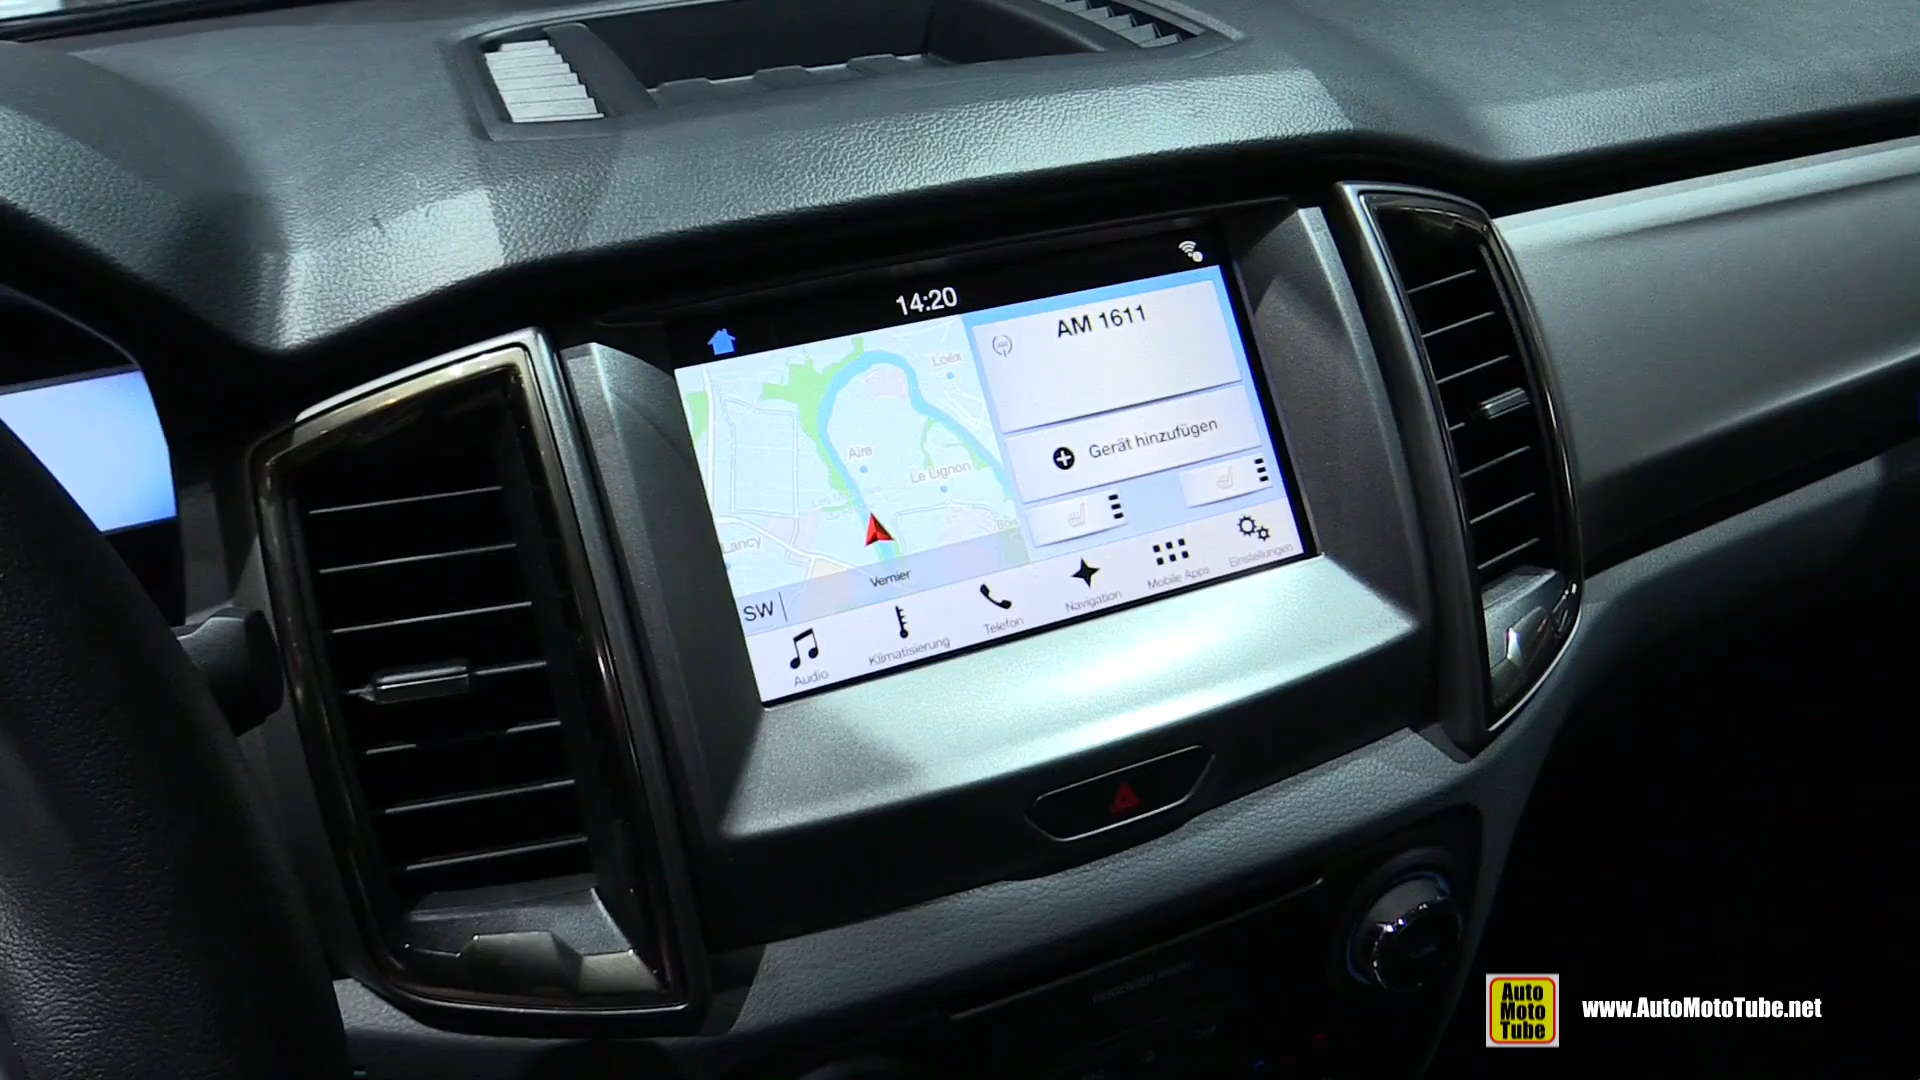 14:20
AM 1611
AM
Gerät hinzufügen
Loëx
Aire
Le Lignon
Lancy
Vernier
SW
Audio
Klimatisierung
Telefon
Navigation
Mobile Apps
Einstellungen
Auto
Moto
Tube
www.AutoMotoTube.net